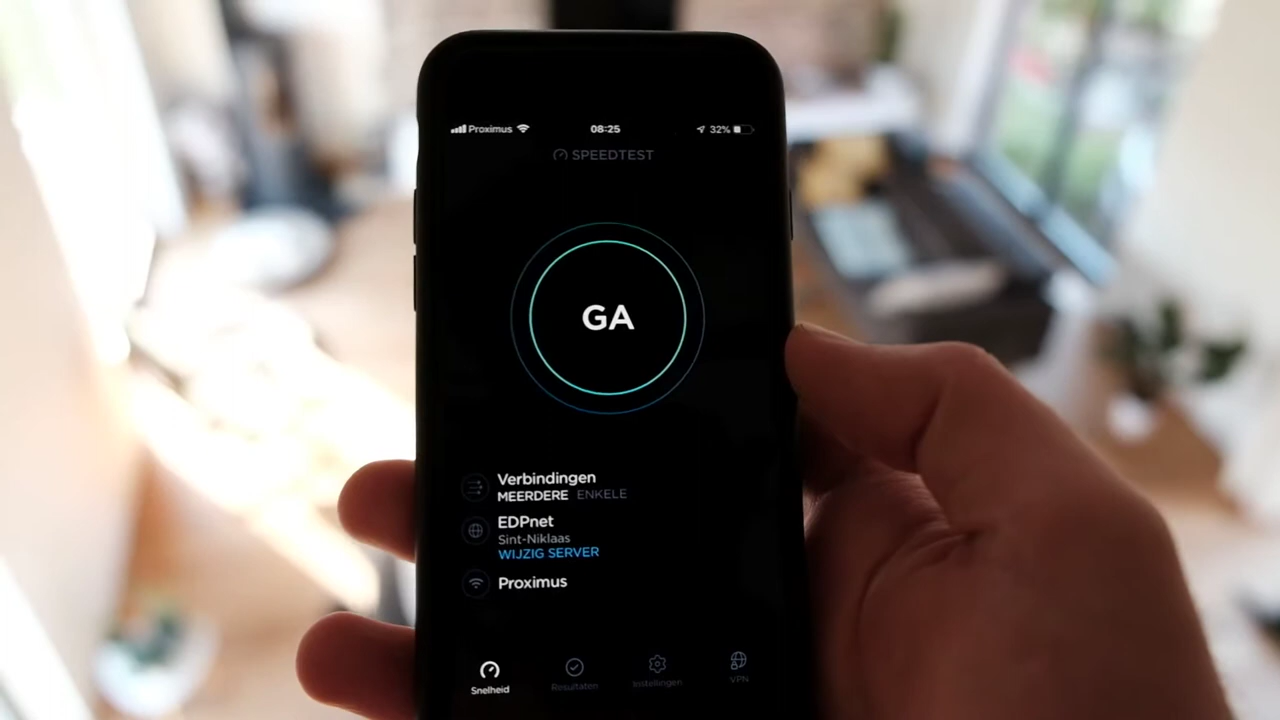 Proximus 08:25 32%
SPEEDTEST
GA
Verbindingen
MEERDERE ENKELE
EDPnet
Sint-Niklaas
WIJZIG SERVER
Proximus
Snelheid Resultaten Instellingen VPN